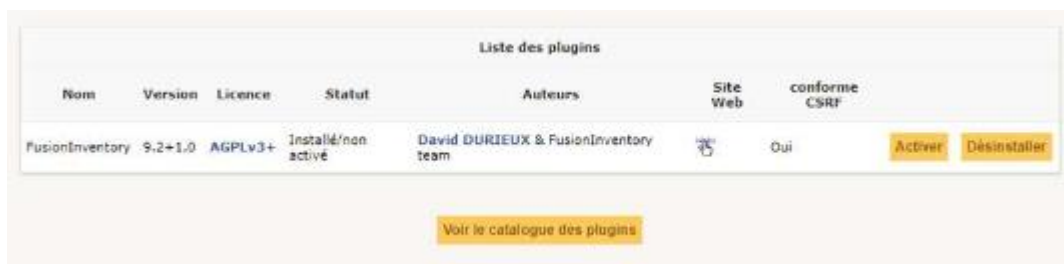 Liste des plugins
Nom Version Licence Statut Auteurs Site Web conforme CSRF
FusionInventory 9.2+1.0 AGPLv3+ Installé/non activé David DURIEUX & FusionInventory team Oui Activer Désinstaller
Voir le catalogue des plugins